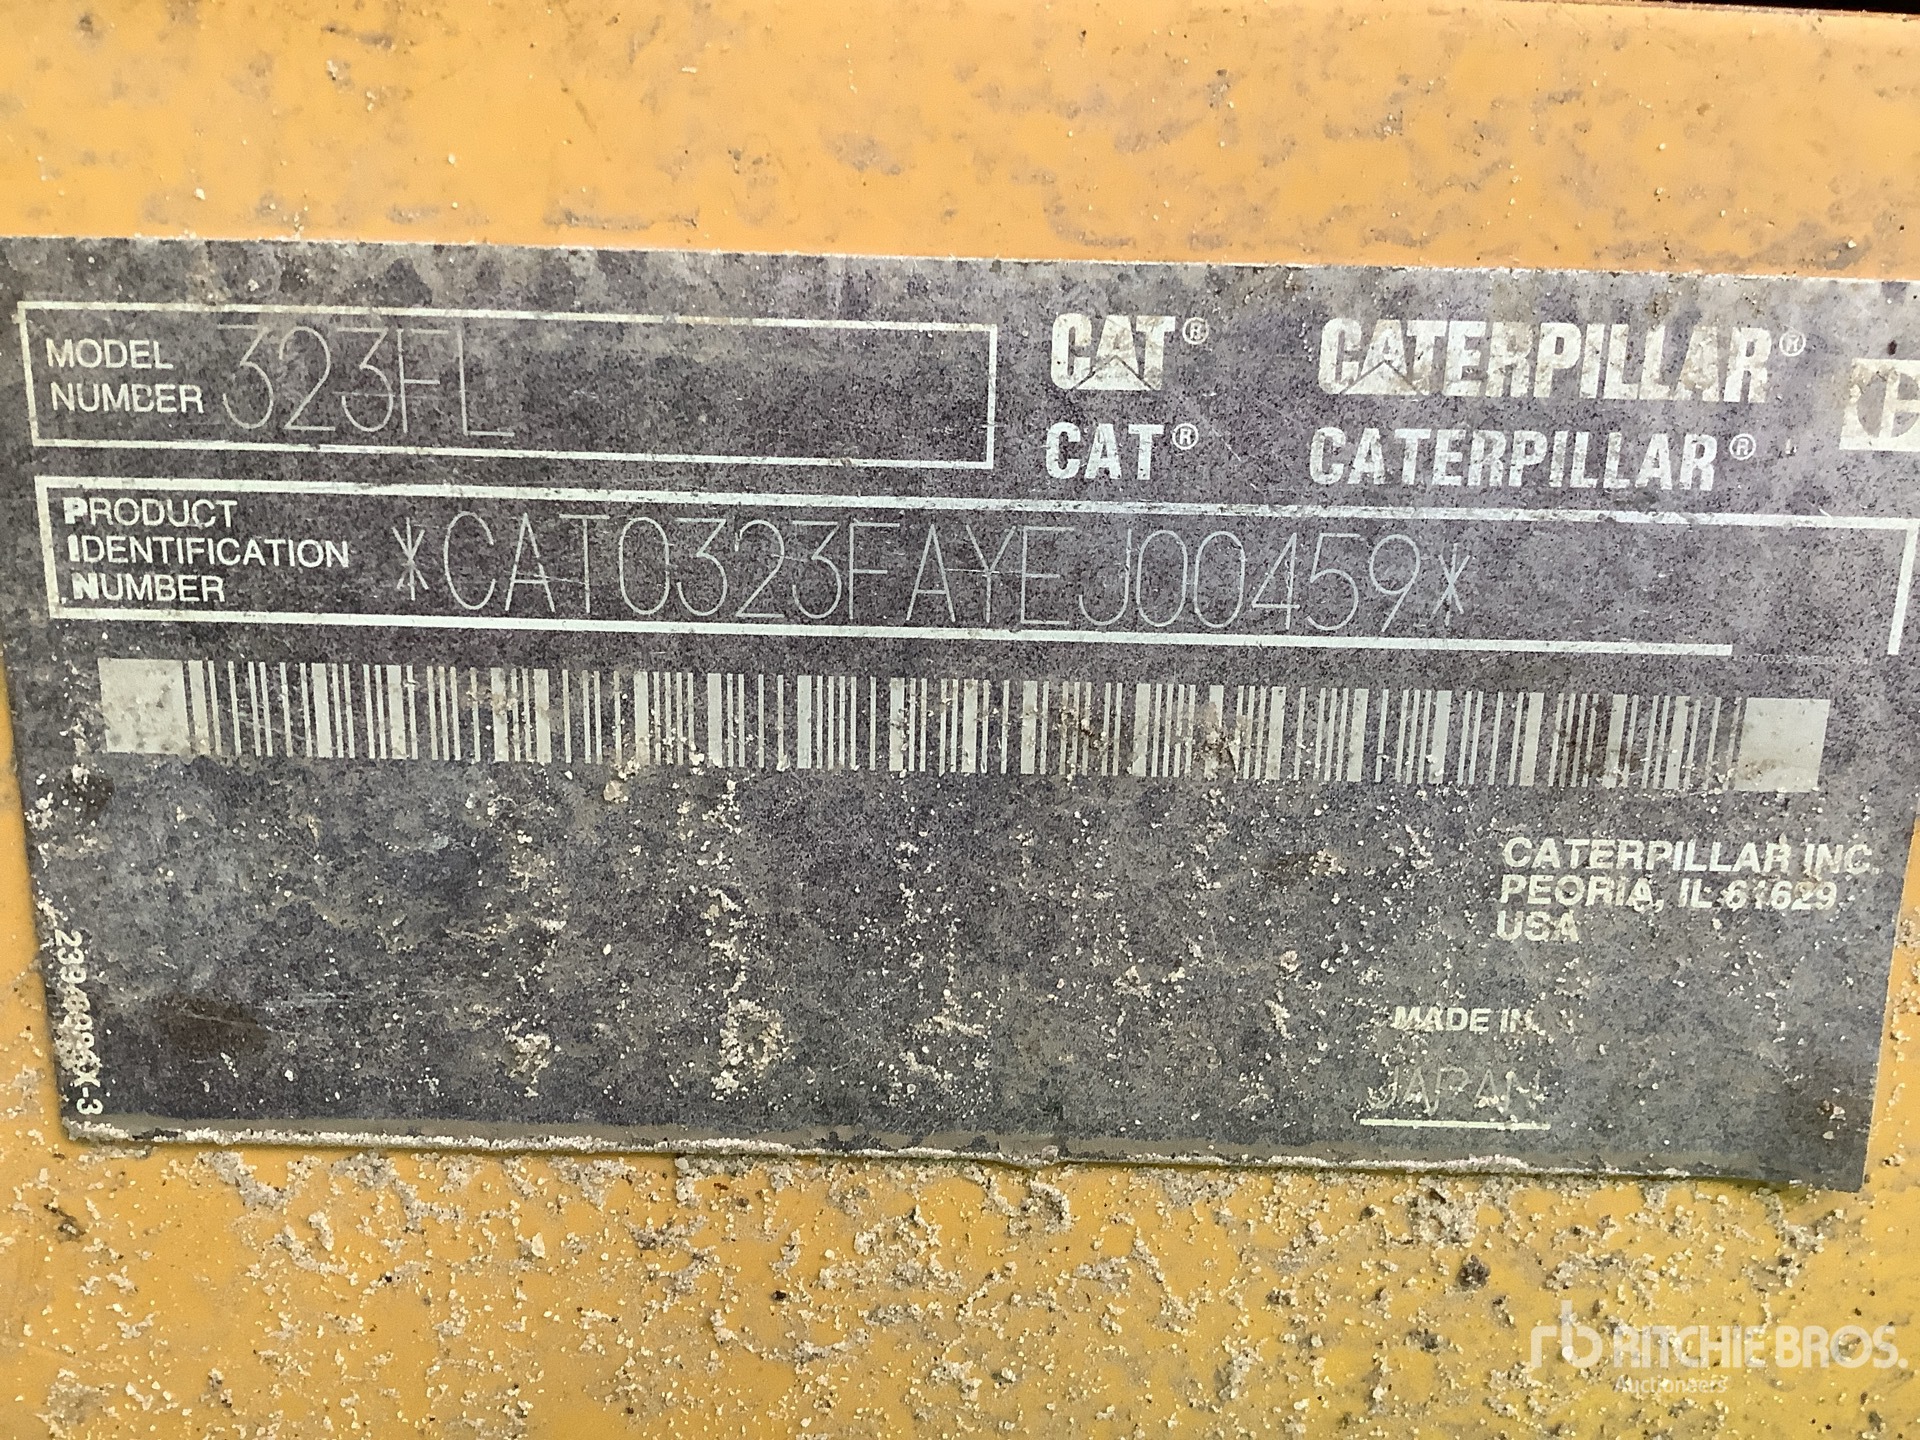 MODEL
NUMBER 323FL
CAT® CATERPILLAR®
CAT® CATERPILLAR®
PRODUCT
IDENTIFICATION
NUMBER *CAT0323FAYEJ00459*
CATERPILLAR INC.
PEORIA, IL 61629
USA
MADE IN
JAPAN
RITCHIE BROS.
Auctioneers